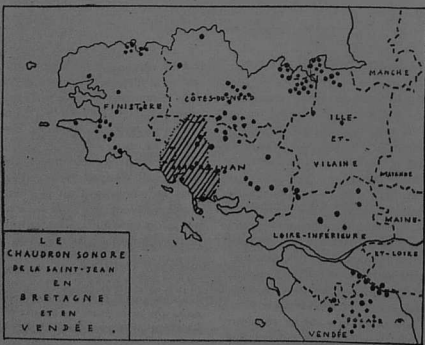 MANCHE
FINISTÈRE
CÔTES-DU-NORD
ILLE-
ET-
VILAINE
MAYENNE
MAINE-
LOIRE-INFÉRIEURE
ET-LOIRE
VENDÉE
LE
CHAUDRON SONORE
DE LA SAINT-JEAN
EN
BRETAGNE
ET EN
VENDÉE.